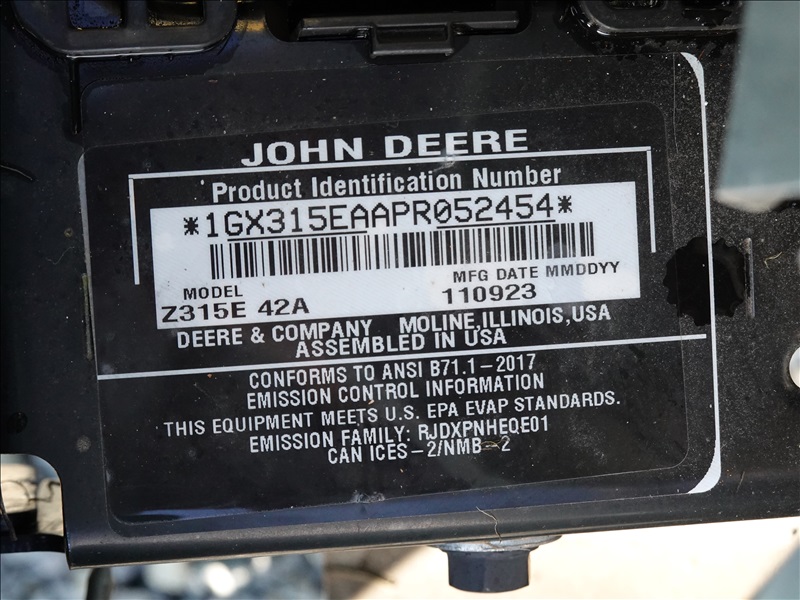 JOHN DEERE
Product Identification Number
*1GX315EAAPR052454*
MODEL MFG DATE MMDDYY
Z315E 42A 110923
DEERE & COMPANY MOLINE,ILLINOIS,USA
ASSEMBLED IN USA
CONFORMS TO ANSI B71.1-2017
EMISSION CONTROL INFORMATION
THIS EQUIPMENT MEETS U.S. EPA EVAP STANDARDS.
EMISSION FAMILY: RJDXPNHEQE01
CAN ICES-2/NMB-2